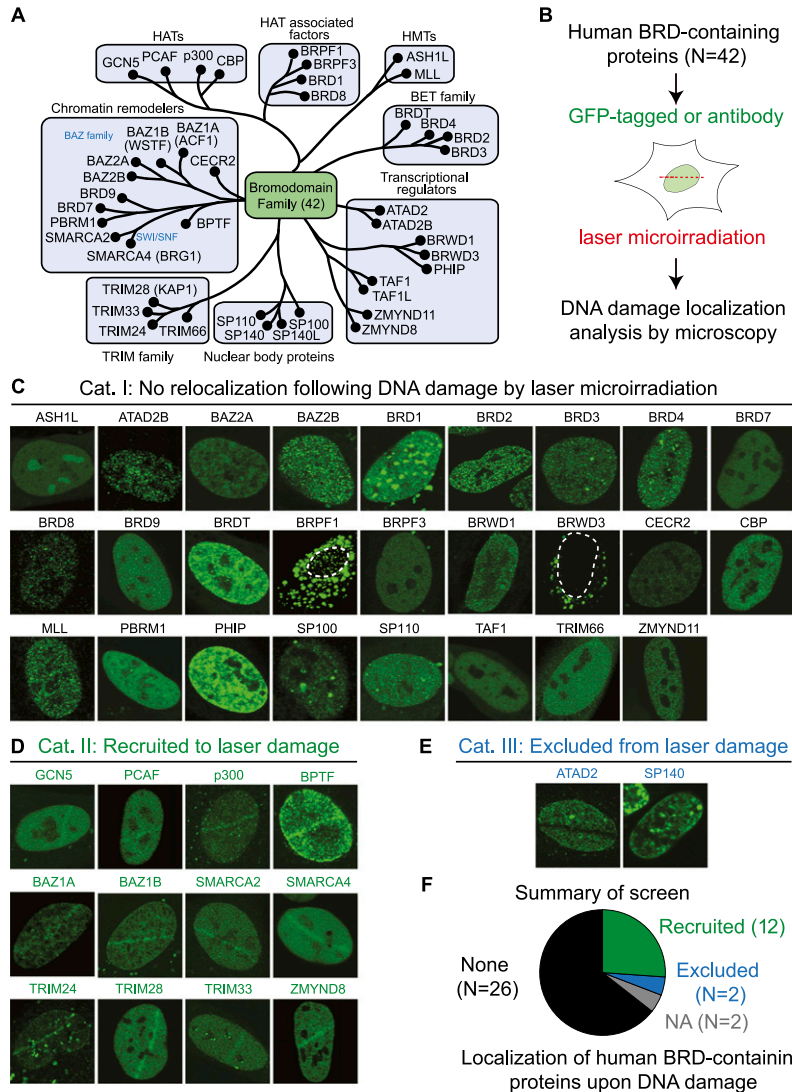 A
HATs
GCN5
PCAF
p300
CBP
HAT associated
factors
BRPF1
BRPF3
BRD1
BRD8
HMTs
ASH1L
MLL
BET family
BRDT
BRD4
BRD2
BRD3
Chromatin remodelers
BAZ family
BAZ1B
(WSTF)
BAZ1A
(ACF1)
BAZ2A
BAZ2B
CECR2
BRD9
BRD7
PBRM1
SMARCA2
SWI/SNF
BPTF
SMARCA4 (BRG1)
Bromodomain
Family (42)
Transcriptional
regulators
ATAD2
ATAD2B
BRWD1
BRWD3
PHIP
TAF1
TAF1L
ZMYND11
ZMYND8
TRIM28 (KAP1)
TRIM33
TRIM24
TRIM66
TRIM family
SP110
SP140
SP140L
SP100
Nuclear body proteins
B
Human BRD-containing
proteins (N=42)
GFP-tagged or antibody
laser microirradiation
DNA damage localization
analysis by microscopy
C
Cat. I: No relocalization following DNA damage by laser microirradiation
ASH1L ATAD2B BAZ2A BAZ2B BRD1 BRD2 BRD3 BRD4 BRD7
BRD8 BRD9 BRDT BRPF1 BRPF3 BRWD1 BRWD3 CECR2 CBP
MLL PBRM1 PHIP SP100 SP110 TAF1 TRIM66 ZMYND11
D
Cat. II: Recruited to laser damage
GCN5 PCAF p300 BPTF
BAZ1A BAZ1B SMARCA2 SMARCA4
TRIM24 TRIM28 TRIM33 ZMYND8
E
Cat. III: Excluded from laser damage
ATAD2 SP140
F
Summary of screen
Recruited (12)
None
(N=26)
Excluded
(N=2)
NA (N=2)
Localization of human BRD-containin
proteins upon DNA damage